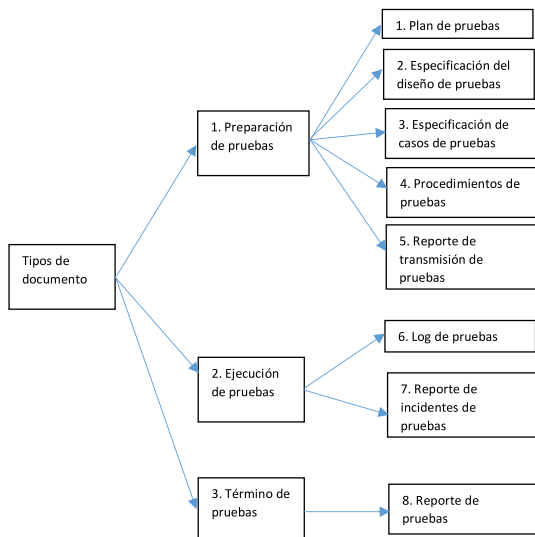 Tipos de
documento
1. Preparación
de pruebas
1. Plan de pruebas
2. Especificación del
diseño de pruebas
3. Especificación de
casos de pruebas
4. Procedimientos de
pruebas
5. Reporte de
transmisión de
pruebas
2. Ejecución
de pruebas
6. Log de pruebas
7. Reporte de
incidentes de
pruebas
3. Término de
pruebas
8. Reporte de
pruebas